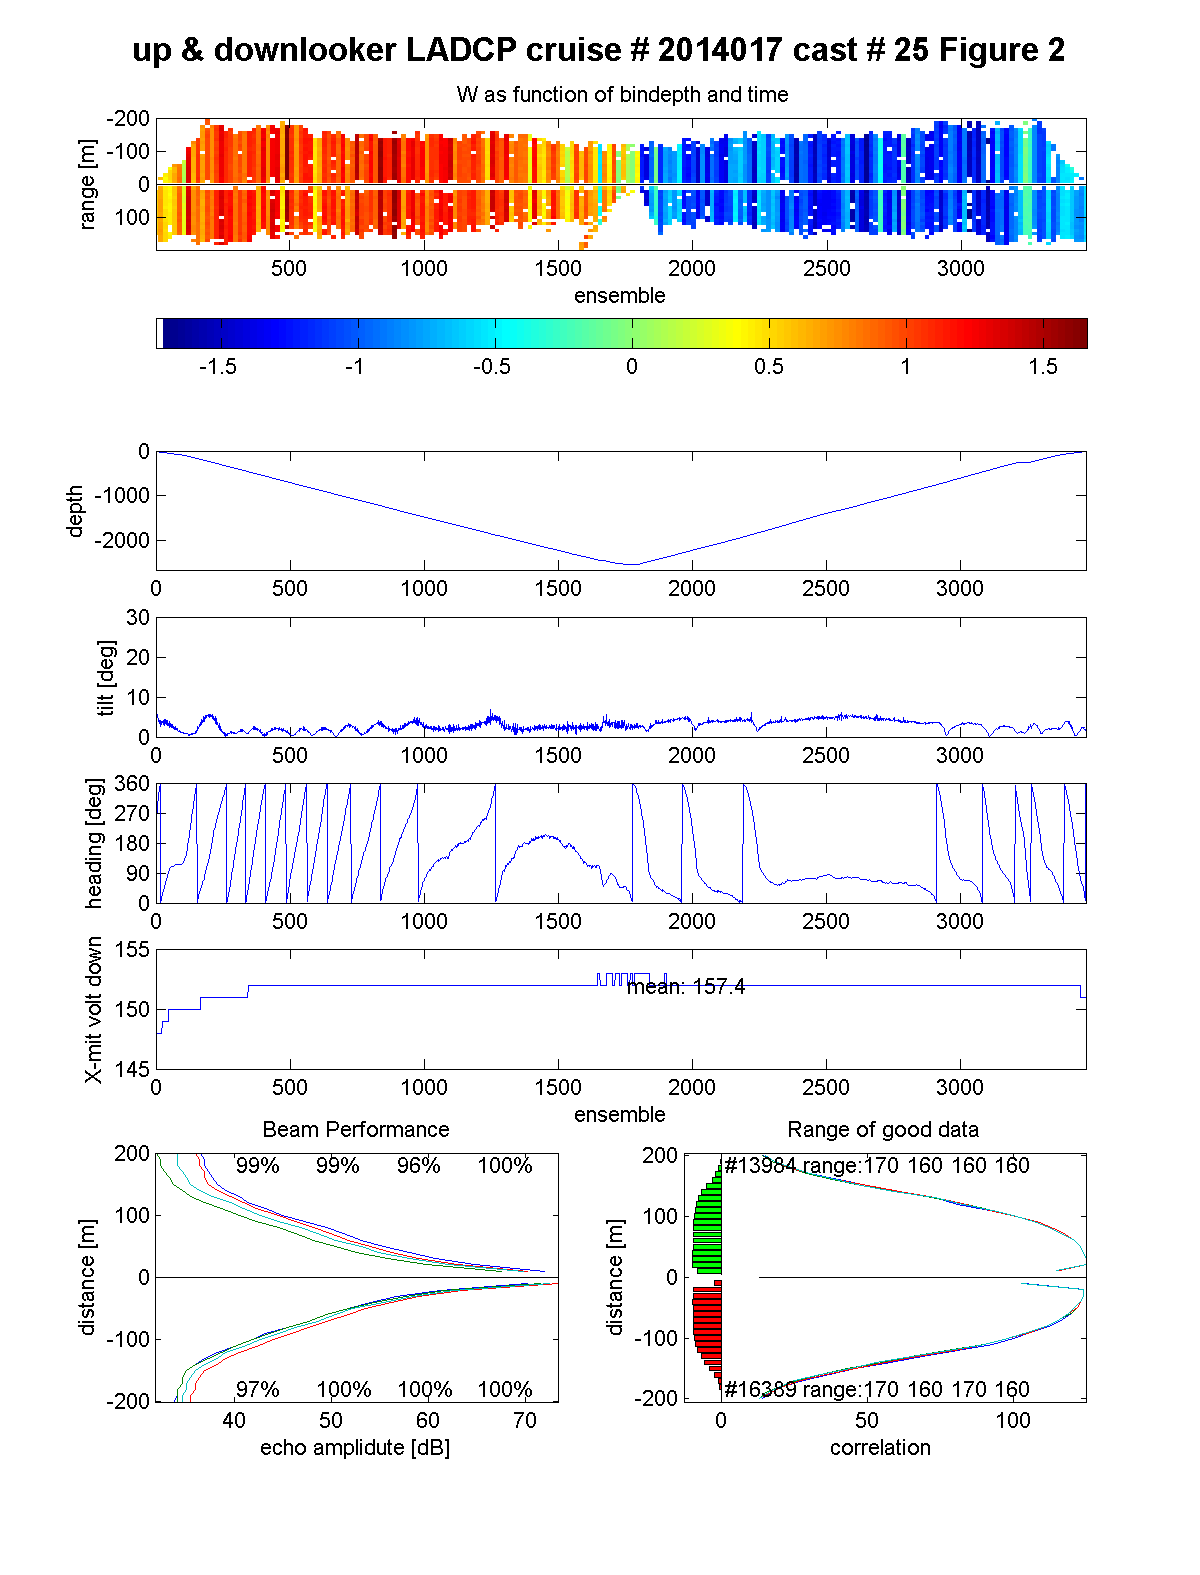 up & downlooker LADCP cruise # 2014017 cast # 25 Figure 2
W as function of bindepth and time
range [m]
-200
-100
0
100
500 1000 1500 2000 2500 3000
ensemble
-1.5 -1 -0.5 0 0.5 1 1.5
depth
0
-1000
-2000
0 500 1000 1500 2000 2500 3000
tilt [deg]
30
20
10
0
0 500 1000 1500 2000 2500 3000
heading [deg]
360
270
180
90
0
0 500 1000 1500 2000 2500 3000
X-mit volt down
155
150
145
mean: 157.4
0 500 1000 1500 2000 2500 3000
ensemble
Beam Performance
distance [m]
200
100
0
-100
-200
99% 99% 96% 100%
97% 100% 100% 100%
40 50 60 70
echo amplidute [dB]
Range of good data
distance [m]
200
100
0
-100
-200
#13984 range:170 160 160 160
#16389 range:170 160 170 160
0 50 100
correlation